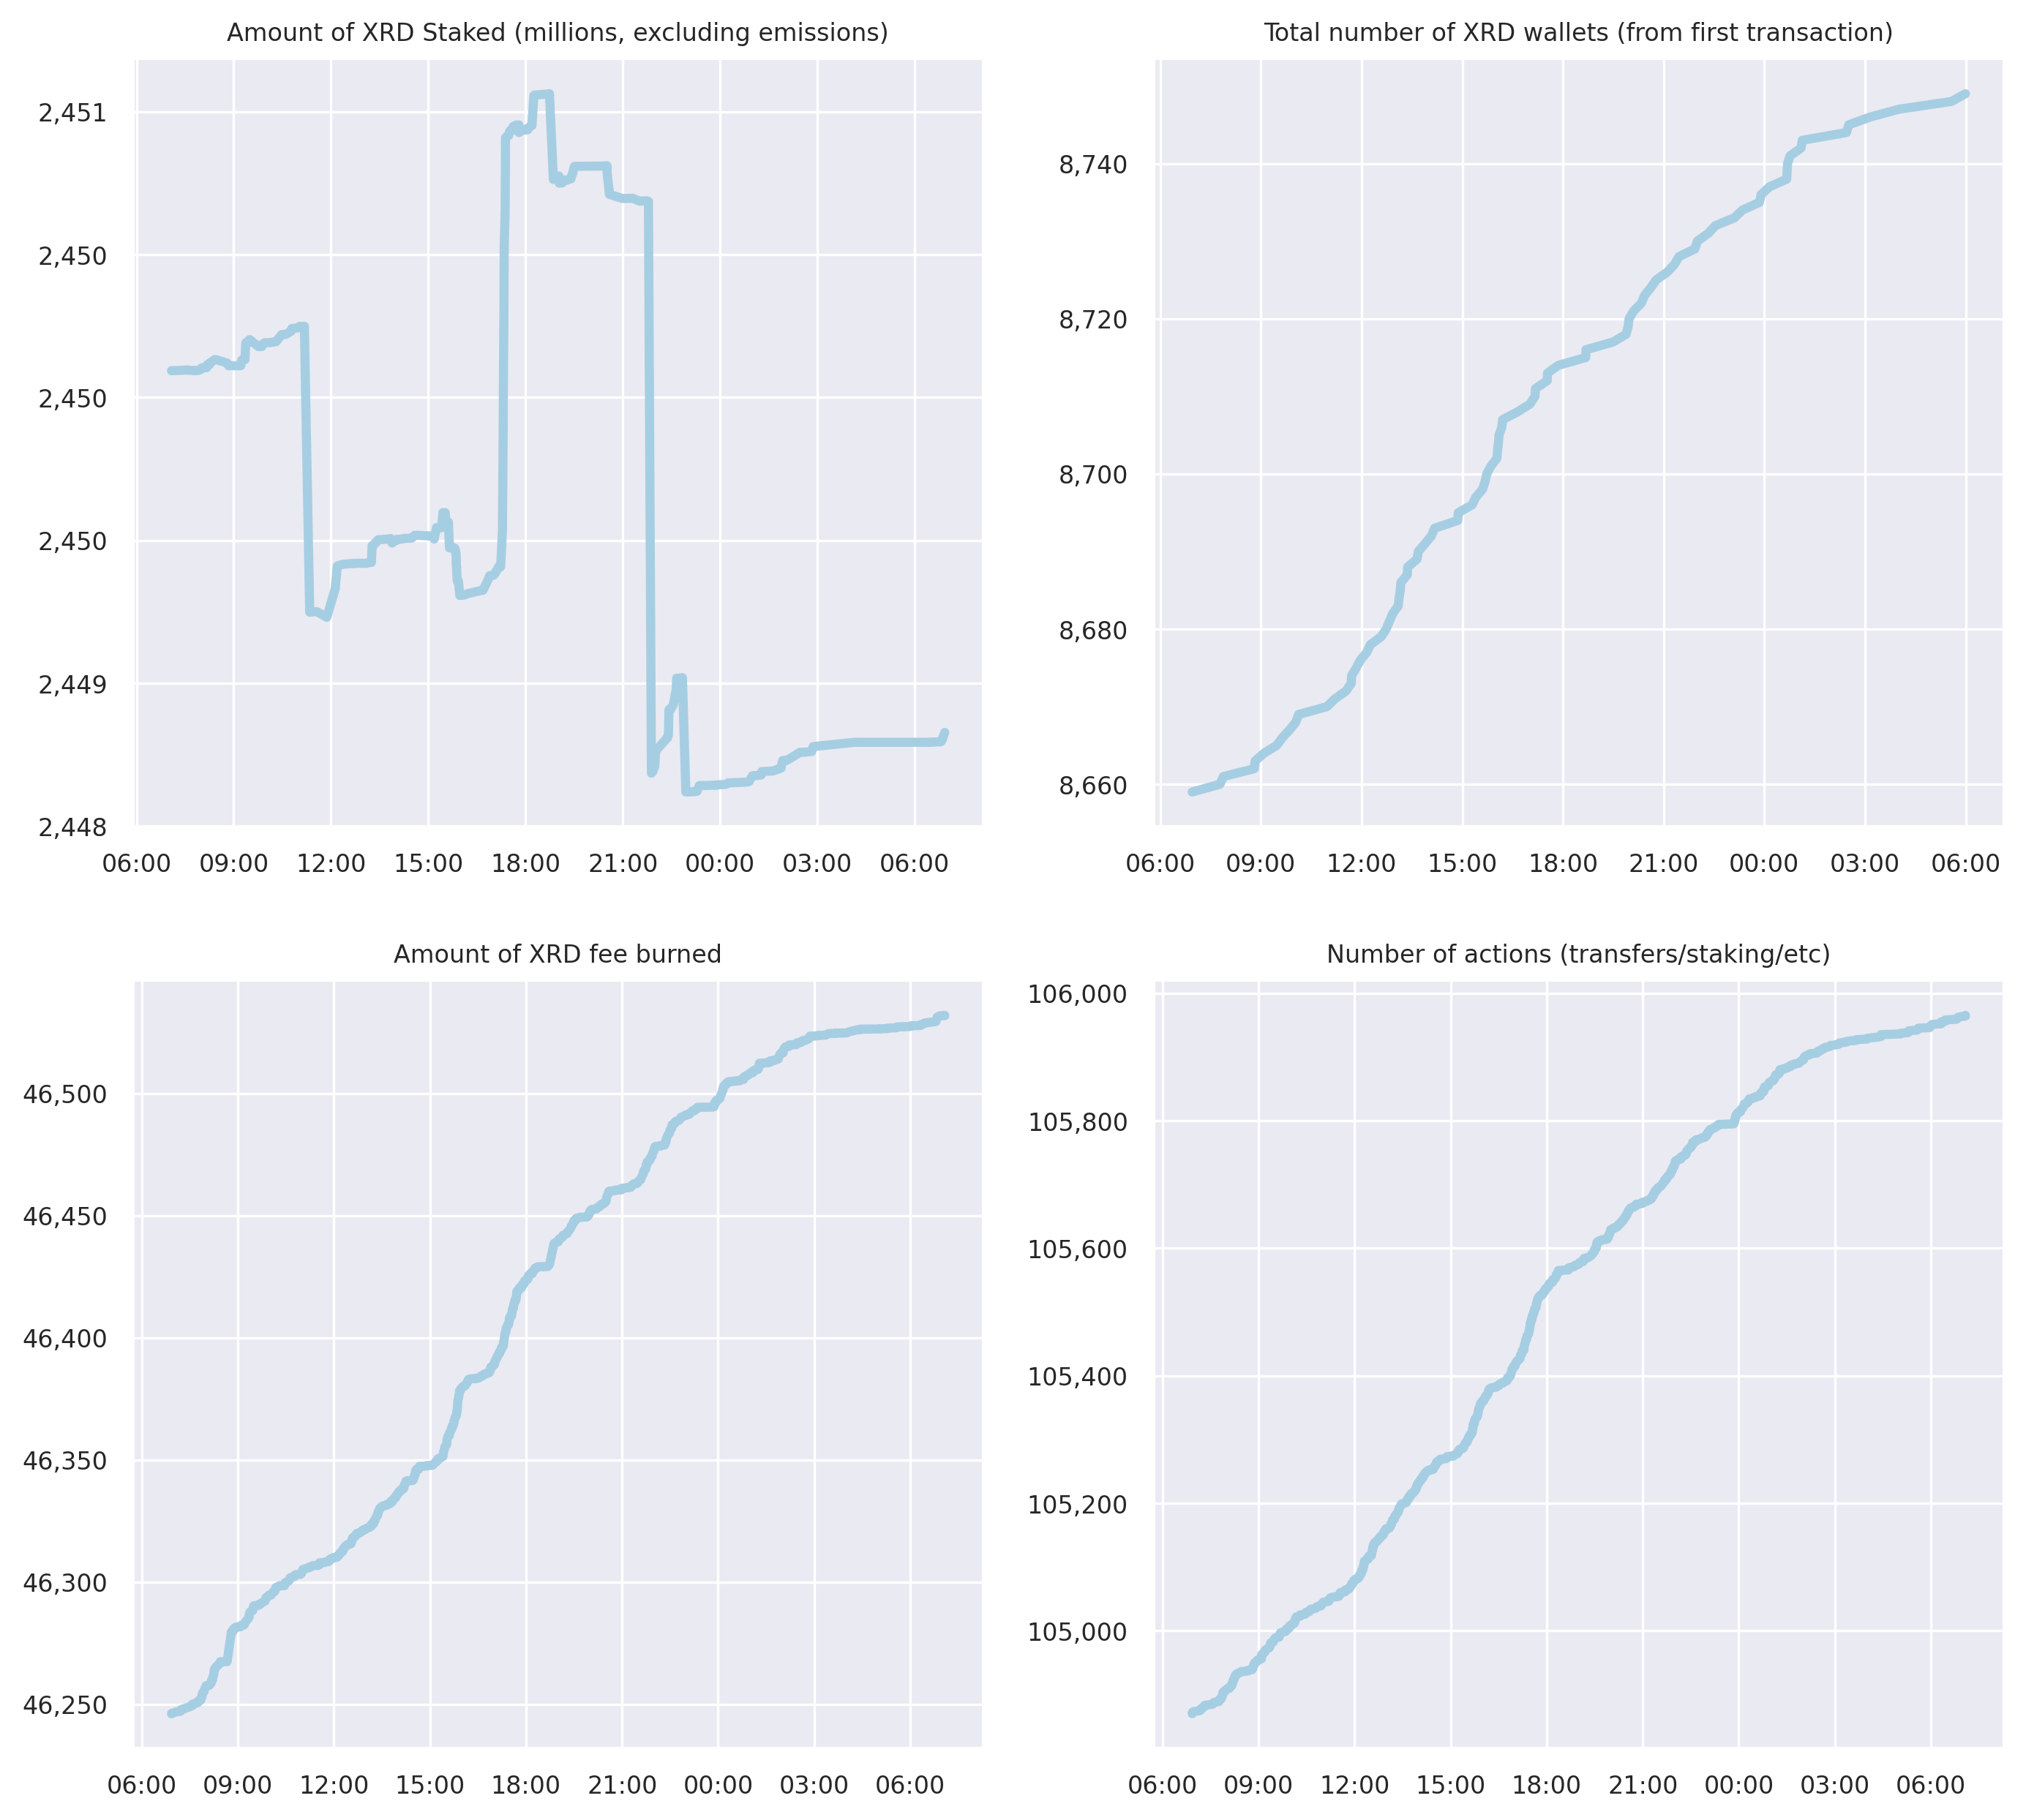 Amount of XRD Staked (millions, excluding emissions)
2,451
2,450
2,450
2,450
2,449
2,448
06:00 09:00 12:00 15:00 18:00 21:00 00:00 03:00 06:00
Total number of XRD wallets (from first transaction)
8,740
8,720
8,700
8,680
8,660
06:00 09:00 12:00 15:00 18:00 21:00 00:00 03:00 06:00
Amount of XRD fee burned
46,500
46,450
46,400
46,350
46,300
46,250
06:00 09:00 12:00 15:00 18:00 21:00 00:00 03:00 06:00
Number of actions (transfers/staking/etc)
106,000
105,800
105,600
105,400
105,200
105,000
06:00 09:00 12:00 15:00 18:00 21:00 00:00 03:00 06:00